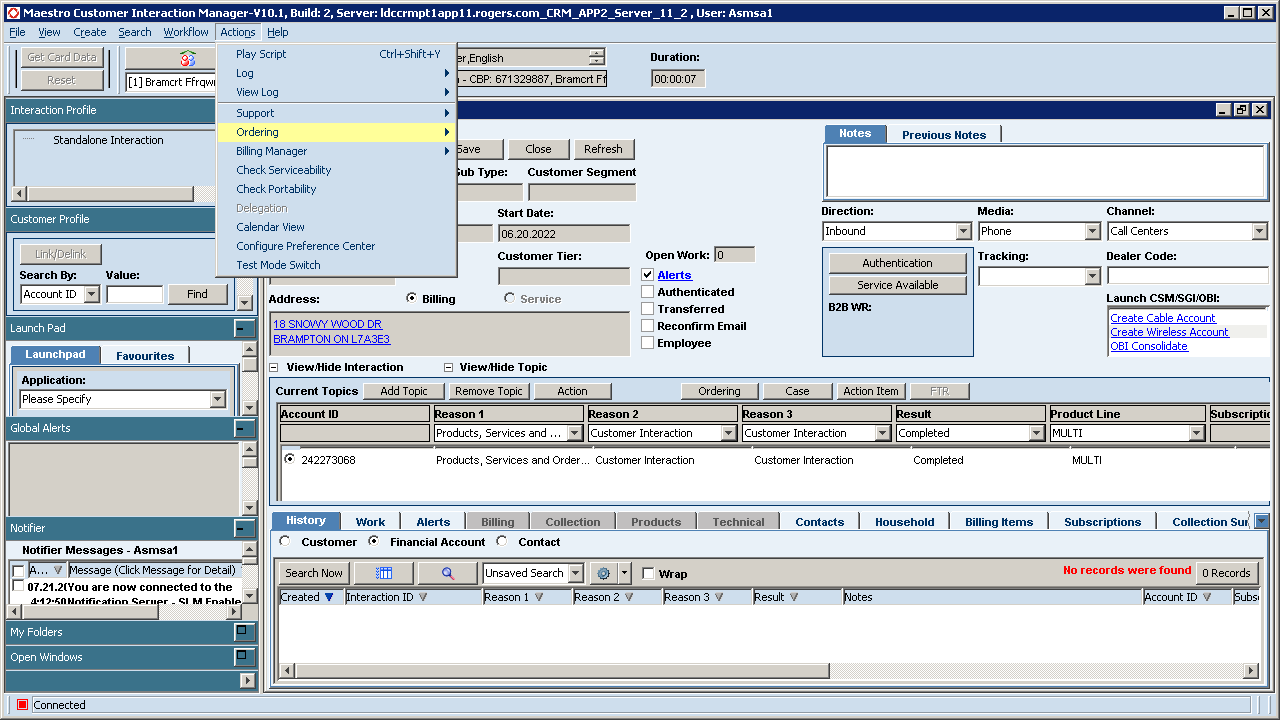 Maestro Customer Interaction Manager-V10.1, Build: 2, Server: ldccrmpt1app11.rogers.com_CRM_APP2_Server_11_2 , User: Asmsa1
File View Create Search Workflow Actions Help
Get Card Data
Reset
[1] Bramcrt Ffrqwr
Play Script Ctrl+Shift+Y
Log
View Log
Support
Ordering
Billing Manager
Check Serviceability
Check Portability
Delegation
Calendar View
Configure Preference Center
Test Mode Switch
er,English
- CBP: 671329887, Bramcrt Ff
Duration:
00:00:07
Interaction Profile
Standalone Interaction
Customer Profile
Link/Delink
Search By: Value:
Account ID Find
Launch Pad
Launchpad Favourites
Application:
Please Specify
Global Alerts
Notifier
Notifier Messages - Asmsa1
A... Message (Click Message for Detail)
07.21.2( You are now connected to the
4:12:50 Notification Server - SLM Enable
My Folders
Open Windows
Save Close Refresh
Sub Type: Customer Segment
Start Date:
06.20.2022
Customer Tier:
Open Work: 0
Alerts
Authenticated
Transferred
Reconfirm Email
Employee
Address: Billing Service
18 SNOWY WOOD DR
BRAMPTON ON L7A3E3
Notes Previous Notes
Direction: Media: Channel:
Inbound Phone Call Centers
Authentication
Service Available
B2B WR:
Tracking: Dealer Code:
Launch CSM/SGI/OBI:
Create Cable Account
Create Wireless Account
OBI Consolidate
View/Hide Interaction View/Hide Topic
Current Topics Add Topic Remove Topic Action Ordering Case Action Item FTR
Account ID Reason 1 Reason 2 Reason 3 Result Product Line Subscriptio
Products, Services and ... Customer Interaction Customer Interaction Completed MULTI
242273068 Products, Services and Order... Customer Interaction Customer Interaction Completed MULTI
History Work Alerts Billing Collection Products Technical Contacts Household Billing Items Subscriptions Collection Sur
Customer Financial Account Contact
Search Now Unsaved Search Wrap No records were found 0 Records
Created Interaction ID Reason 1 Reason 2 Reason 3 Result Notes Account ID Subs
Connected